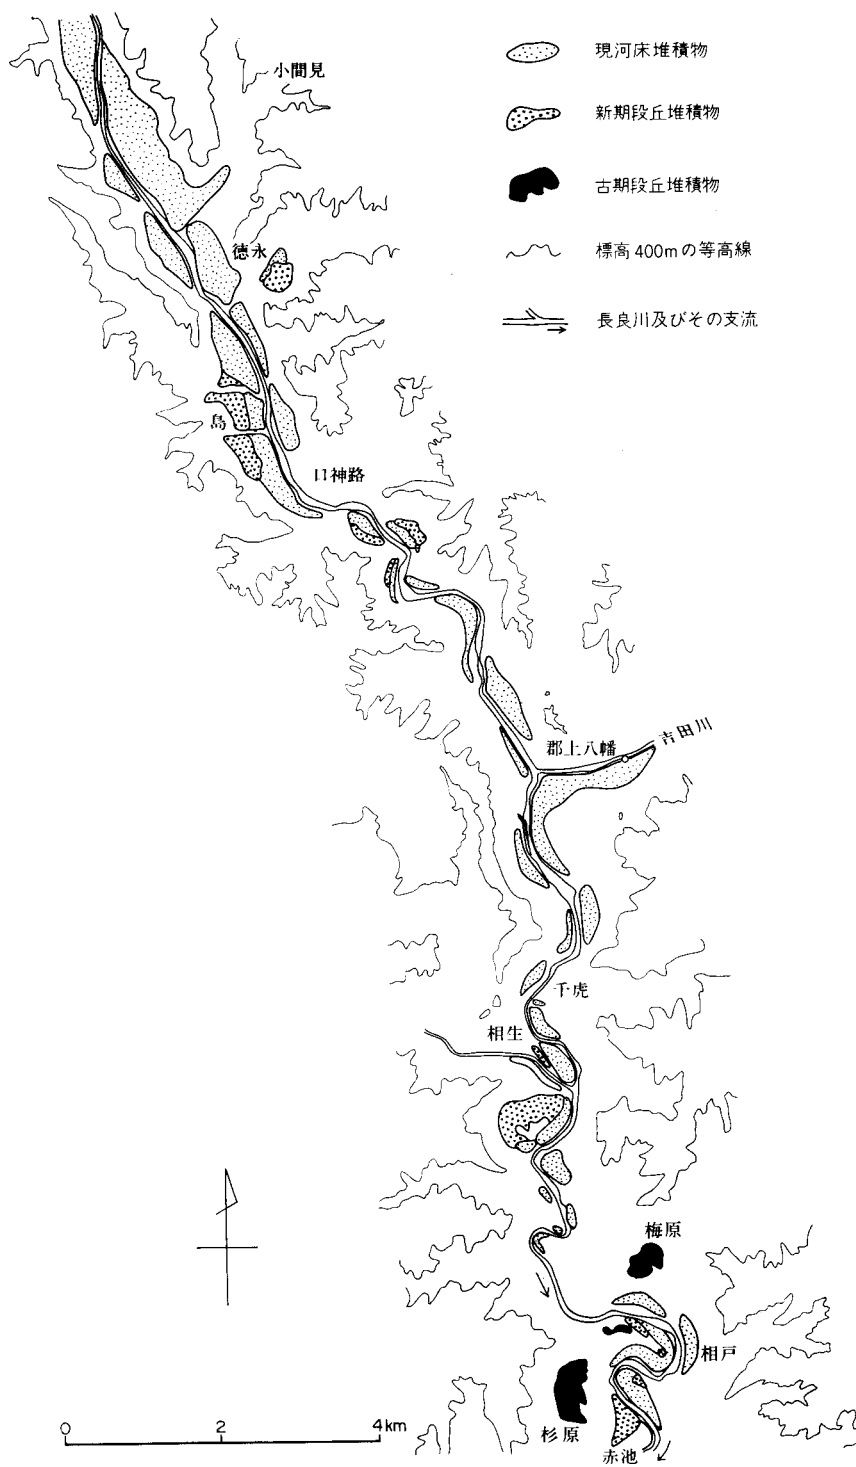 現河床堆積物
新期段丘堆積物
古期段丘堆積物
標高400mの等高線
長良川及びその支流
小間見
徳永
島
口神路
郡上八幡
吉田川
千虎
相生
梅原
相戸
杉原
赤池
0 2 4km